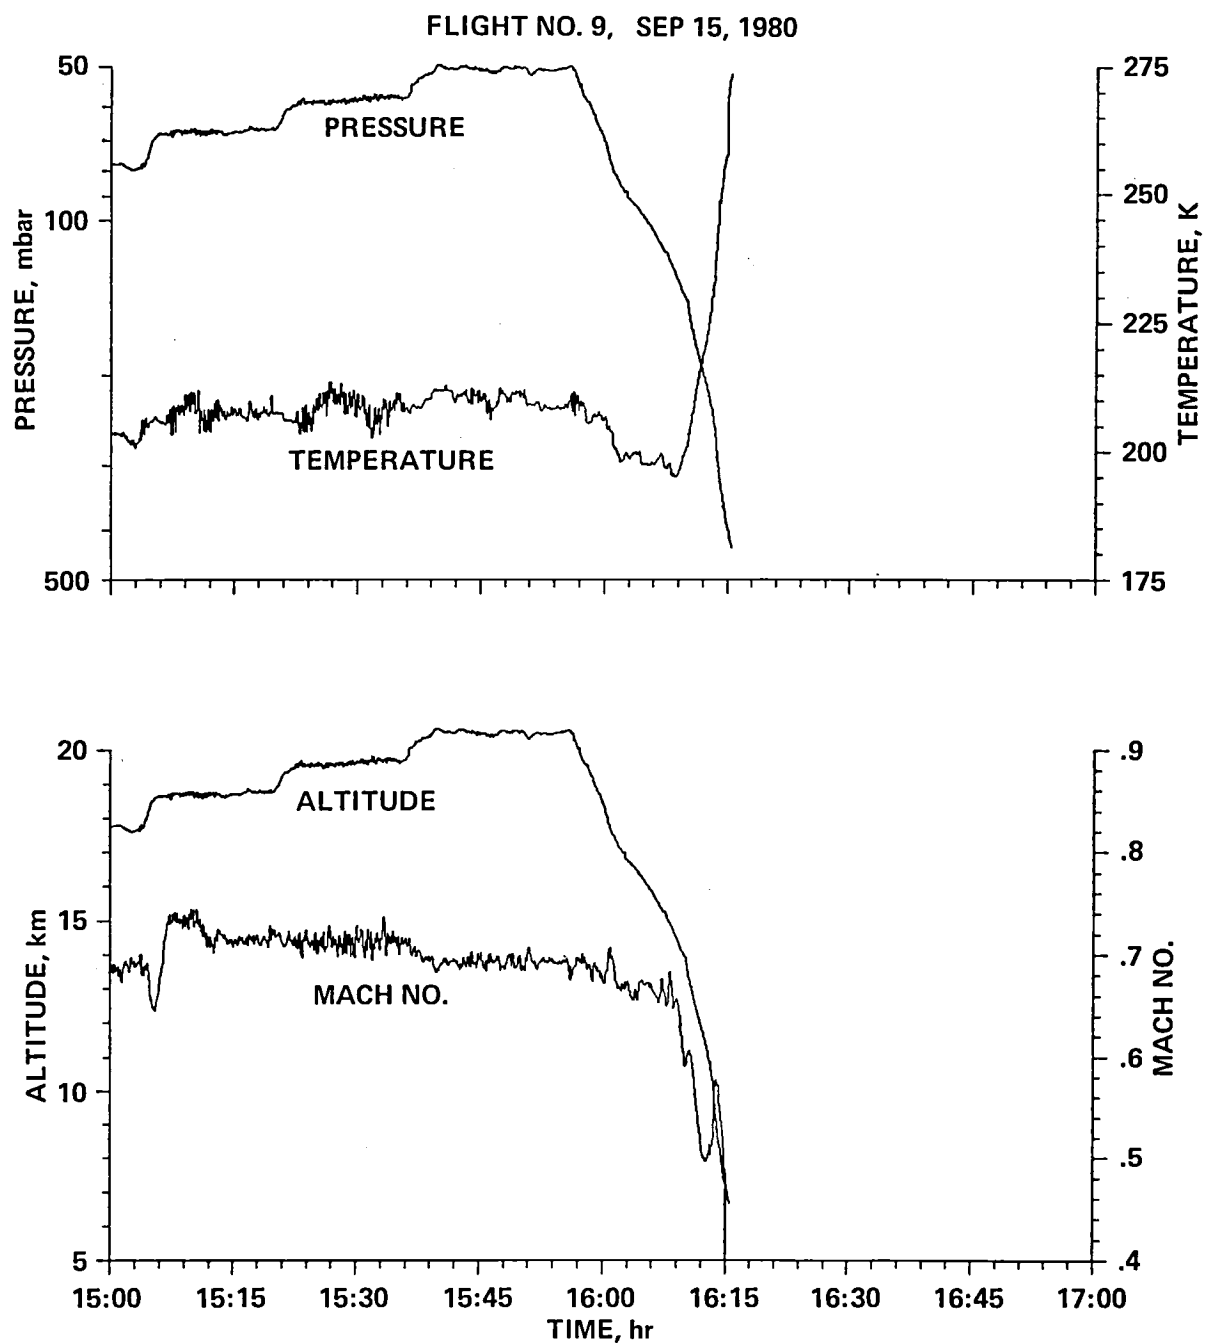 FLIGHT NO. 9, SEP 15, 1980
50
100
500
PRESSURE, mbar
PRESSURE
TEMPERATURE
275
250
225
200
175
TEMPERATURE, K
20
15
10
5
ALTITUDE, km
ALTITUDE
MACH NO.
.9
.8
.7
.6
.5
.4
MACH NO.
15:00 15:15 15:30 15:45 16:00 16:15 16:30 16:45 17:00
TIME, hr